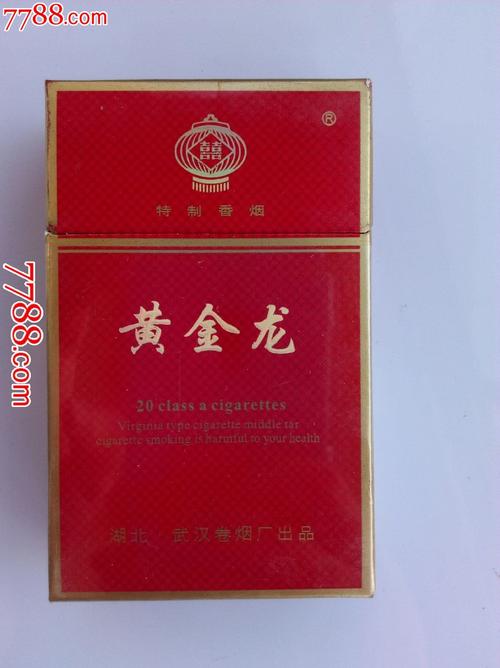 7788.com
®
囍
特制香烟
黄金龙
20 class a cigarettes
Virginia type cigarette middle tar
cigarette smoking is harmful to your health
湖北·武汉卷烟厂出品
7788.com